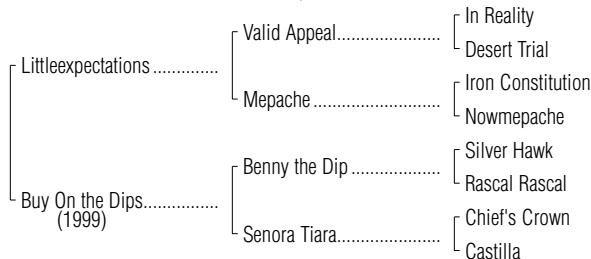 In Reality
Valid Appeal.......................
Desert Trial
Littleexpectations ..............
Iron Constitution
Mepache ...........................
Nowmepache
Silver Hawk
Benny the Dip ...................
Rascal Rascal
Buy On the Dips................
(1999)
Chief's Crown
Senora Tiara......................
Castilla